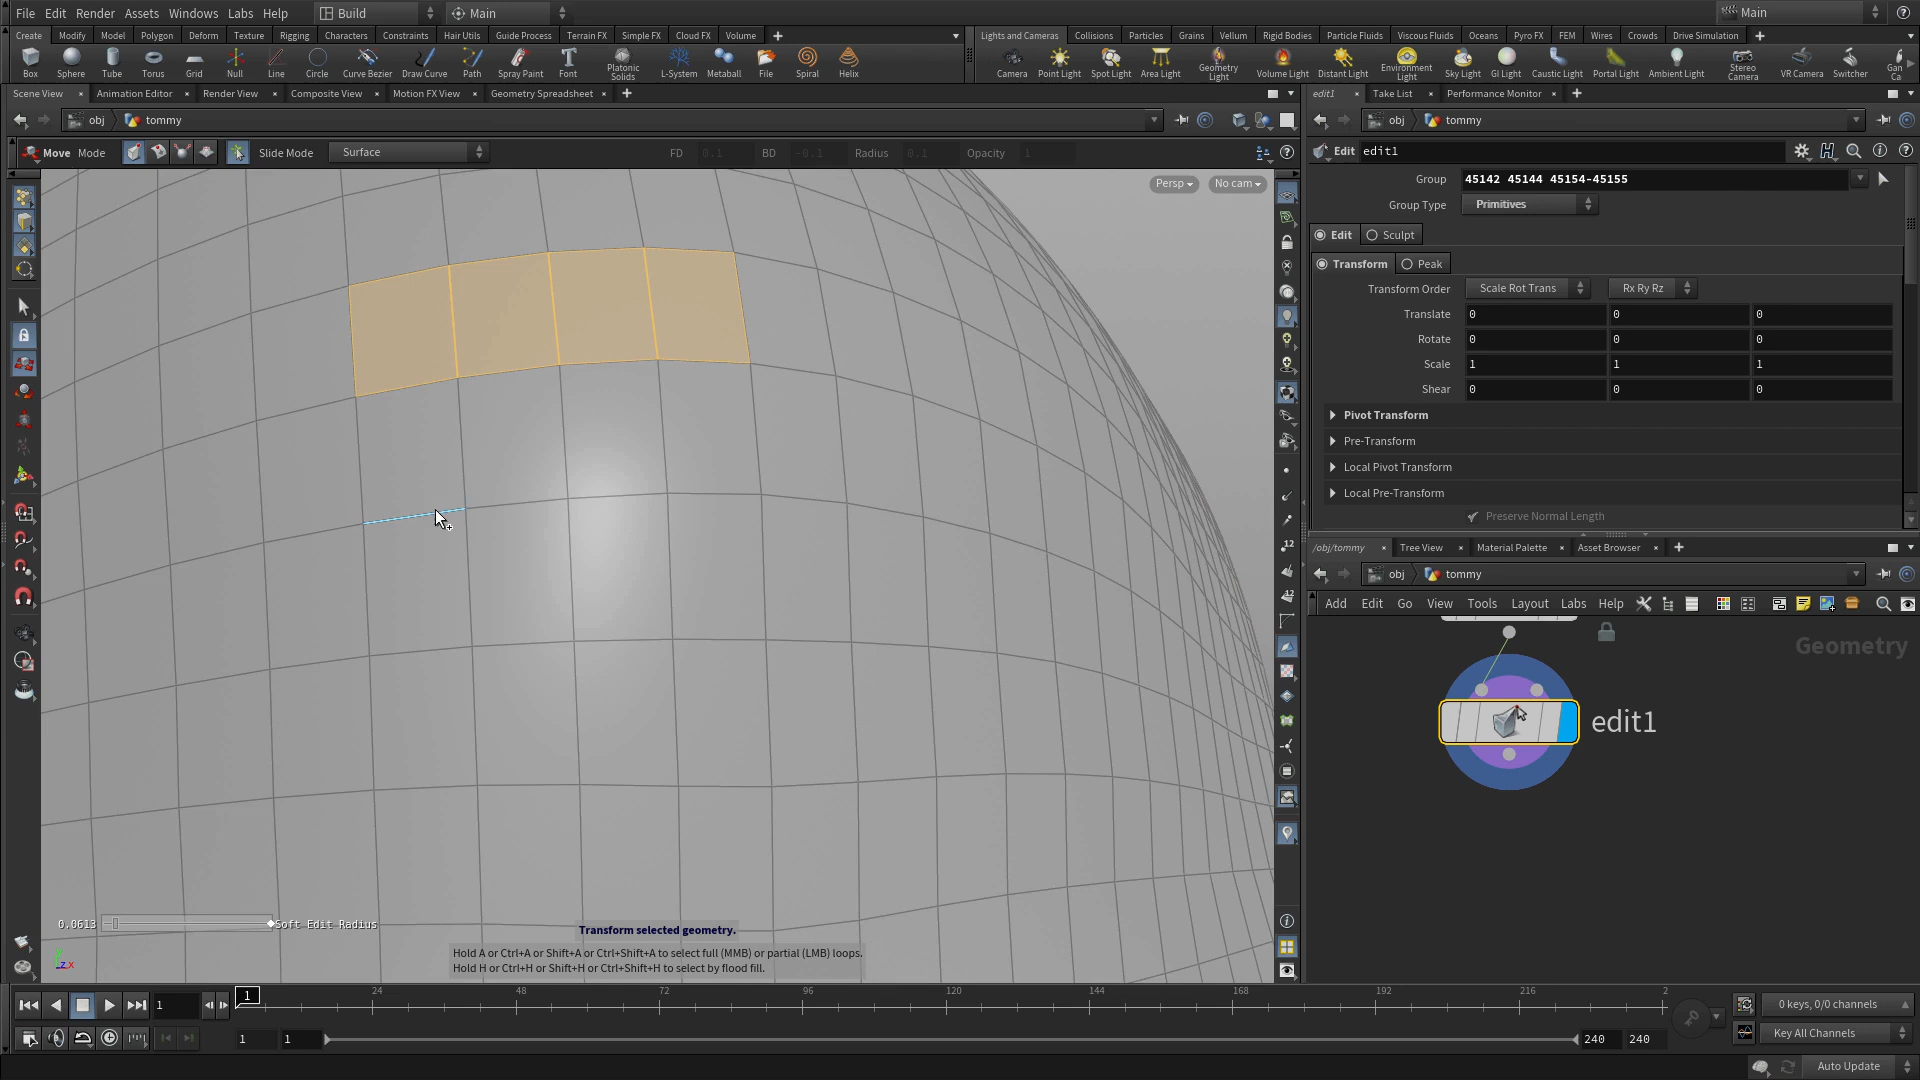 File Edit Render Assets Windows Labs Help Build Main Main
Create Modify Model Polygon Deform Texture Rigging Characters Constraints Hair Utils Guide Process Terrain FX Simple FX Cloud FX Volume
Lights and Cameras Collisions Particles Grains Vellum Rigid Bodies Particle Fluids Viscous Fluids Oceans Pyro FX FEM Wires Crowds Drive Simulation
Box Sphere Tube Torus Grid Null Line Circle Curve Bezier Draw Curve Path Spray Paint Font Platonic Solids L-System Metaball File Spiral Helix
Camera Point Light Spot Light Area Light Geometry Light Volume Light Distant Light Environment Light Sky Light GI Light Caustic Light Portal Light Ambient Light Stereo Camera VR Camera Switcher Gan Ca
Scene View Animation Editor Render View Composite View Motion FX View Geometry Spreadsheet
edit1 Take List Performance Monitor
obj tommy
obj tommy
Move Mode Slide Mode Surface FD 0.1 BD -0.1 Radius 0.1 Opacity 1
Edit edit1
Persp No cam
Group 45142 45144 45154-45155
Group Type Primitives
Edit Sculpt
Transform Peak
Transform Order Scale Rot Trans Rx Ry Rz
Translate 0 0 0
Rotate 0 0 0
Scale 1 1 1
Shear 0 0 0
Pivot Transform
Pre-Transform
Local Pivot Transform
Local Pre-Transform
Preserve Normal Length
12
12
/obj/tommy Tree View Material Palette Asset Browser
obj tommy
Add Edit Go View Tools Layout Labs Help
Geometry
edit1
0.0613 Soft Edit Radius
Transform selected geometry.
Hold A or Ctrl+A or Shift+A or Ctrl+Shift+A to select full (MMB) or partial (LMB) loops.
Hold H or Ctrl+H or Shift+H or Ctrl+Shift+H to select by flood fill.
z x
1 1 24 48 72 96 120 144 168 192 216 2
0 keys, 0/0 channels
1 1 240 240
Key All Channels
Auto Update